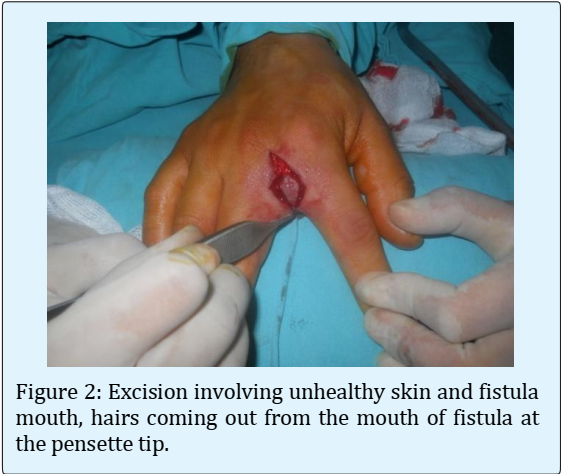 Figure 2: Excision involving unhealthy skin and fistula
mouth, hairs coming out from the mouth of fistula at
the pensette tip.